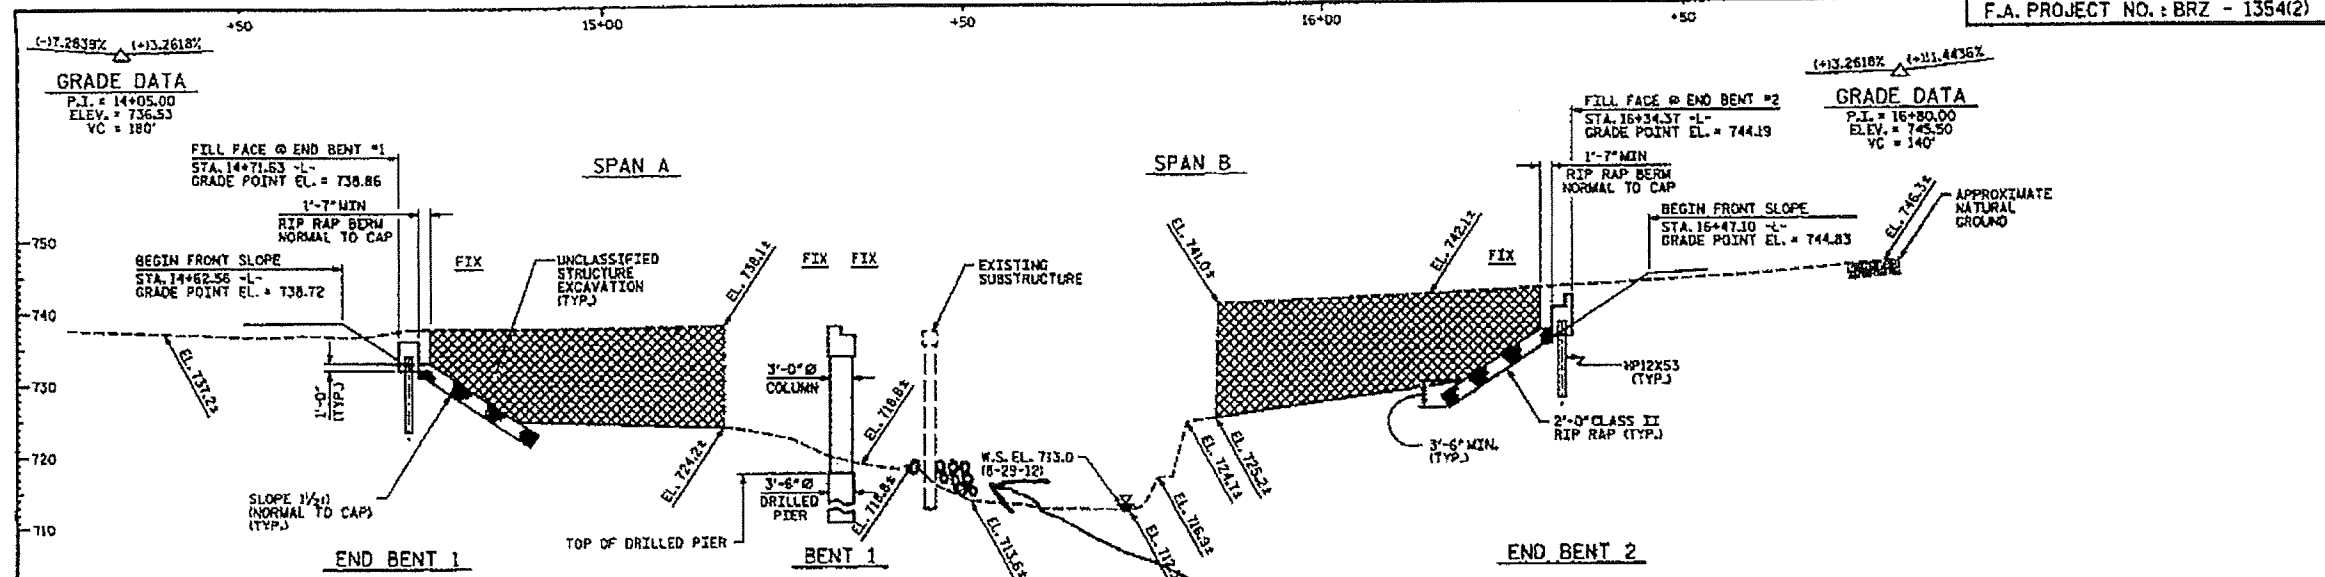 F.A. PROJECT NO. : BRZ - 1354(2)
+50
15+00
+50
16+00
+50
(-)7.2839%
(+)3.2618%
GRADE DATA
P.I. = 14+05.00
ELEV. = 736.53
VC = 180'
(+)3.2618%
(+)11.4436%
GRADE DATA
P.I. = 16+80.00
ELEV. = 745.50
VC = 140'
FILL FACE @ END BENT #1
STA. 14+71.63 -L-
GRADE POINT EL. = 738.86
FILL FACE @ END BENT #2
STA. 16+34.37 -L-
GRADE POINT EL. = 744.19
SPAN A
SPAN B
1'-7" MIN
RIP RAP BERM
NORMAL TO CAP
1'-7" MIN
RIP RAP BERM
NORMAL TO CAP
BEGIN FRONT SLOPE
STA. 14+62.56 -L-
GRADE POINT EL. = 738.72
BEGIN FRONT SLOPE
STA. 16+47.10 -L-
GRADE POINT EL. = 744.83
APPROXIMATE
NATURAL
GROUND
EL. 746.3±
750
740
730
720
710
FIX
UNCLASSIFIED
STRUCTURE
EXCAVATION
(TYP.)
EL. 738.1±
FIX
FIX
EXISTING
SUBSTRUCTURE
EL. 741.0±
EL. 742.1±
FIX
EL. 737.2±
1'-0"
(TYP.)
3'-0" Ø
COLUMN
EL. 718.8±
HP12X53
(TYP.)
2'-0" CLASS II
RIP RAP (TYP.)
3'-6" MIN.
(TYP.)
SLOPE 1½:1
(NORMAL TO CAP)
(TYP.)
EL. 724.2±
3'-6" Ø
DRILLED
PIER
TOP OF DRILLED PIER
EL. 718.8±
W.S. EL. 713.0
(8-29-12)
EL. 713.6±
EL. 716.9±
EL. 724.7±
EL. 725.2±
END BENT 1
BENT 1
END BENT 2